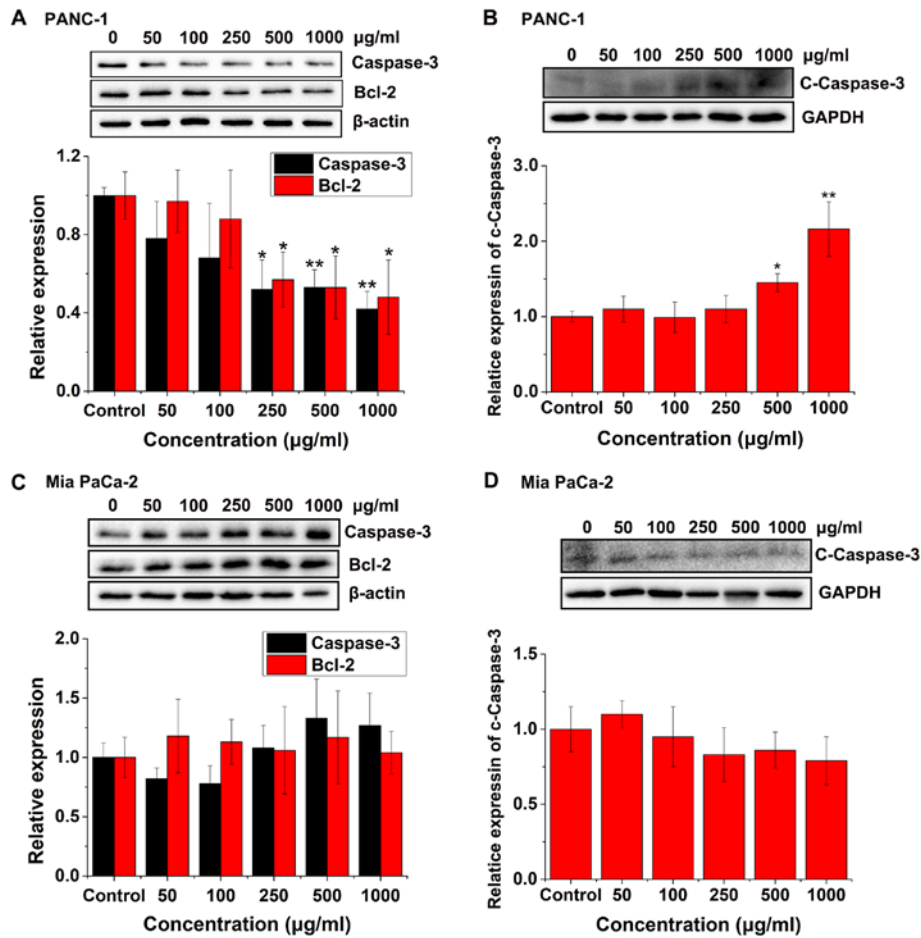 A PANC-1
0 50 100 250 500 1000 µg/ml
Caspase-3
Bcl-2
β-actin
1.2
0.8
0.4
0.0
Relative expression
Caspase-3
Bcl-2
* * ** * ** *
Control 50 100 250 500 1000
Concentration (µg/ml)
B PANC-1
0 50 100 250 500 1000 µg/ml
C-Caspase-3
GAPDH
3.0
2.0
1.0
0.0
Relatice expressin of c-Caspase-3
* **
Control 50 100 250 500 1000
Concentration (µg/ml)
C Mia PaCa-2
0 50 100 250 500 1000 µg/ml
Caspase-3
Bcl-2
β-actin
2.0
1.5
1.0
0.5
0.0
Relative expression
Caspase-3
Bcl-2
Control 50 100 250 500 1000
Concentration (µg/ml)
D Mia PaCa-2
0 50 100 250 500 1000 µg/ml
C-Caspase-3
GAPDH
1.5
1.0
0.5
0.0
Relatice expressin of c-Caspase-3
Control 50 100 250 500 1000
Concentration (µg/ml)